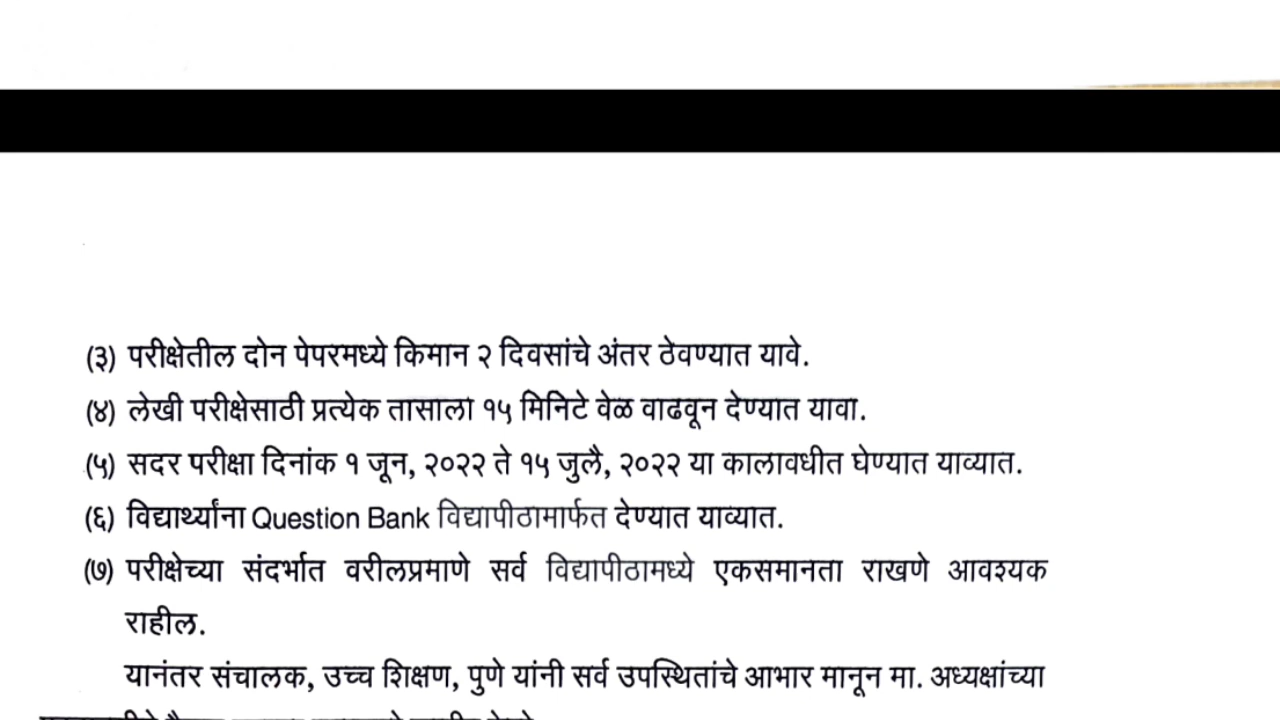 (३) परीक्षेतील दोन पेपरमध्ये किमान २ दिवसांचे अंतर ठेवण्यात यावे.
(४) लेखी परीक्षेसाठी प्रत्येक तासाला १५ मिनिटे वेळ वाढवून देण्यात यावा.
(५) सदर परीक्षा दिनांक १ जून, २०२२ ते १५ जुलै, २०२२ या कालावधीत घेण्यात याव्यात.
(६) विद्यार्थ्यांना Question Bank विद्यापीठामार्फत देण्यात याव्यात.
(७) परीक्षेच्या संदर्भात वरीलप्रमाणे सर्व विद्यापीठामध्ये एकसमानता राखणे आवश्यक
राहील.
यानंतर संचालक, उच्च शिक्षण, पुणे यांनी सर्व उपस्थितांचे आभार मानून मा. अध्यक्षांच्या